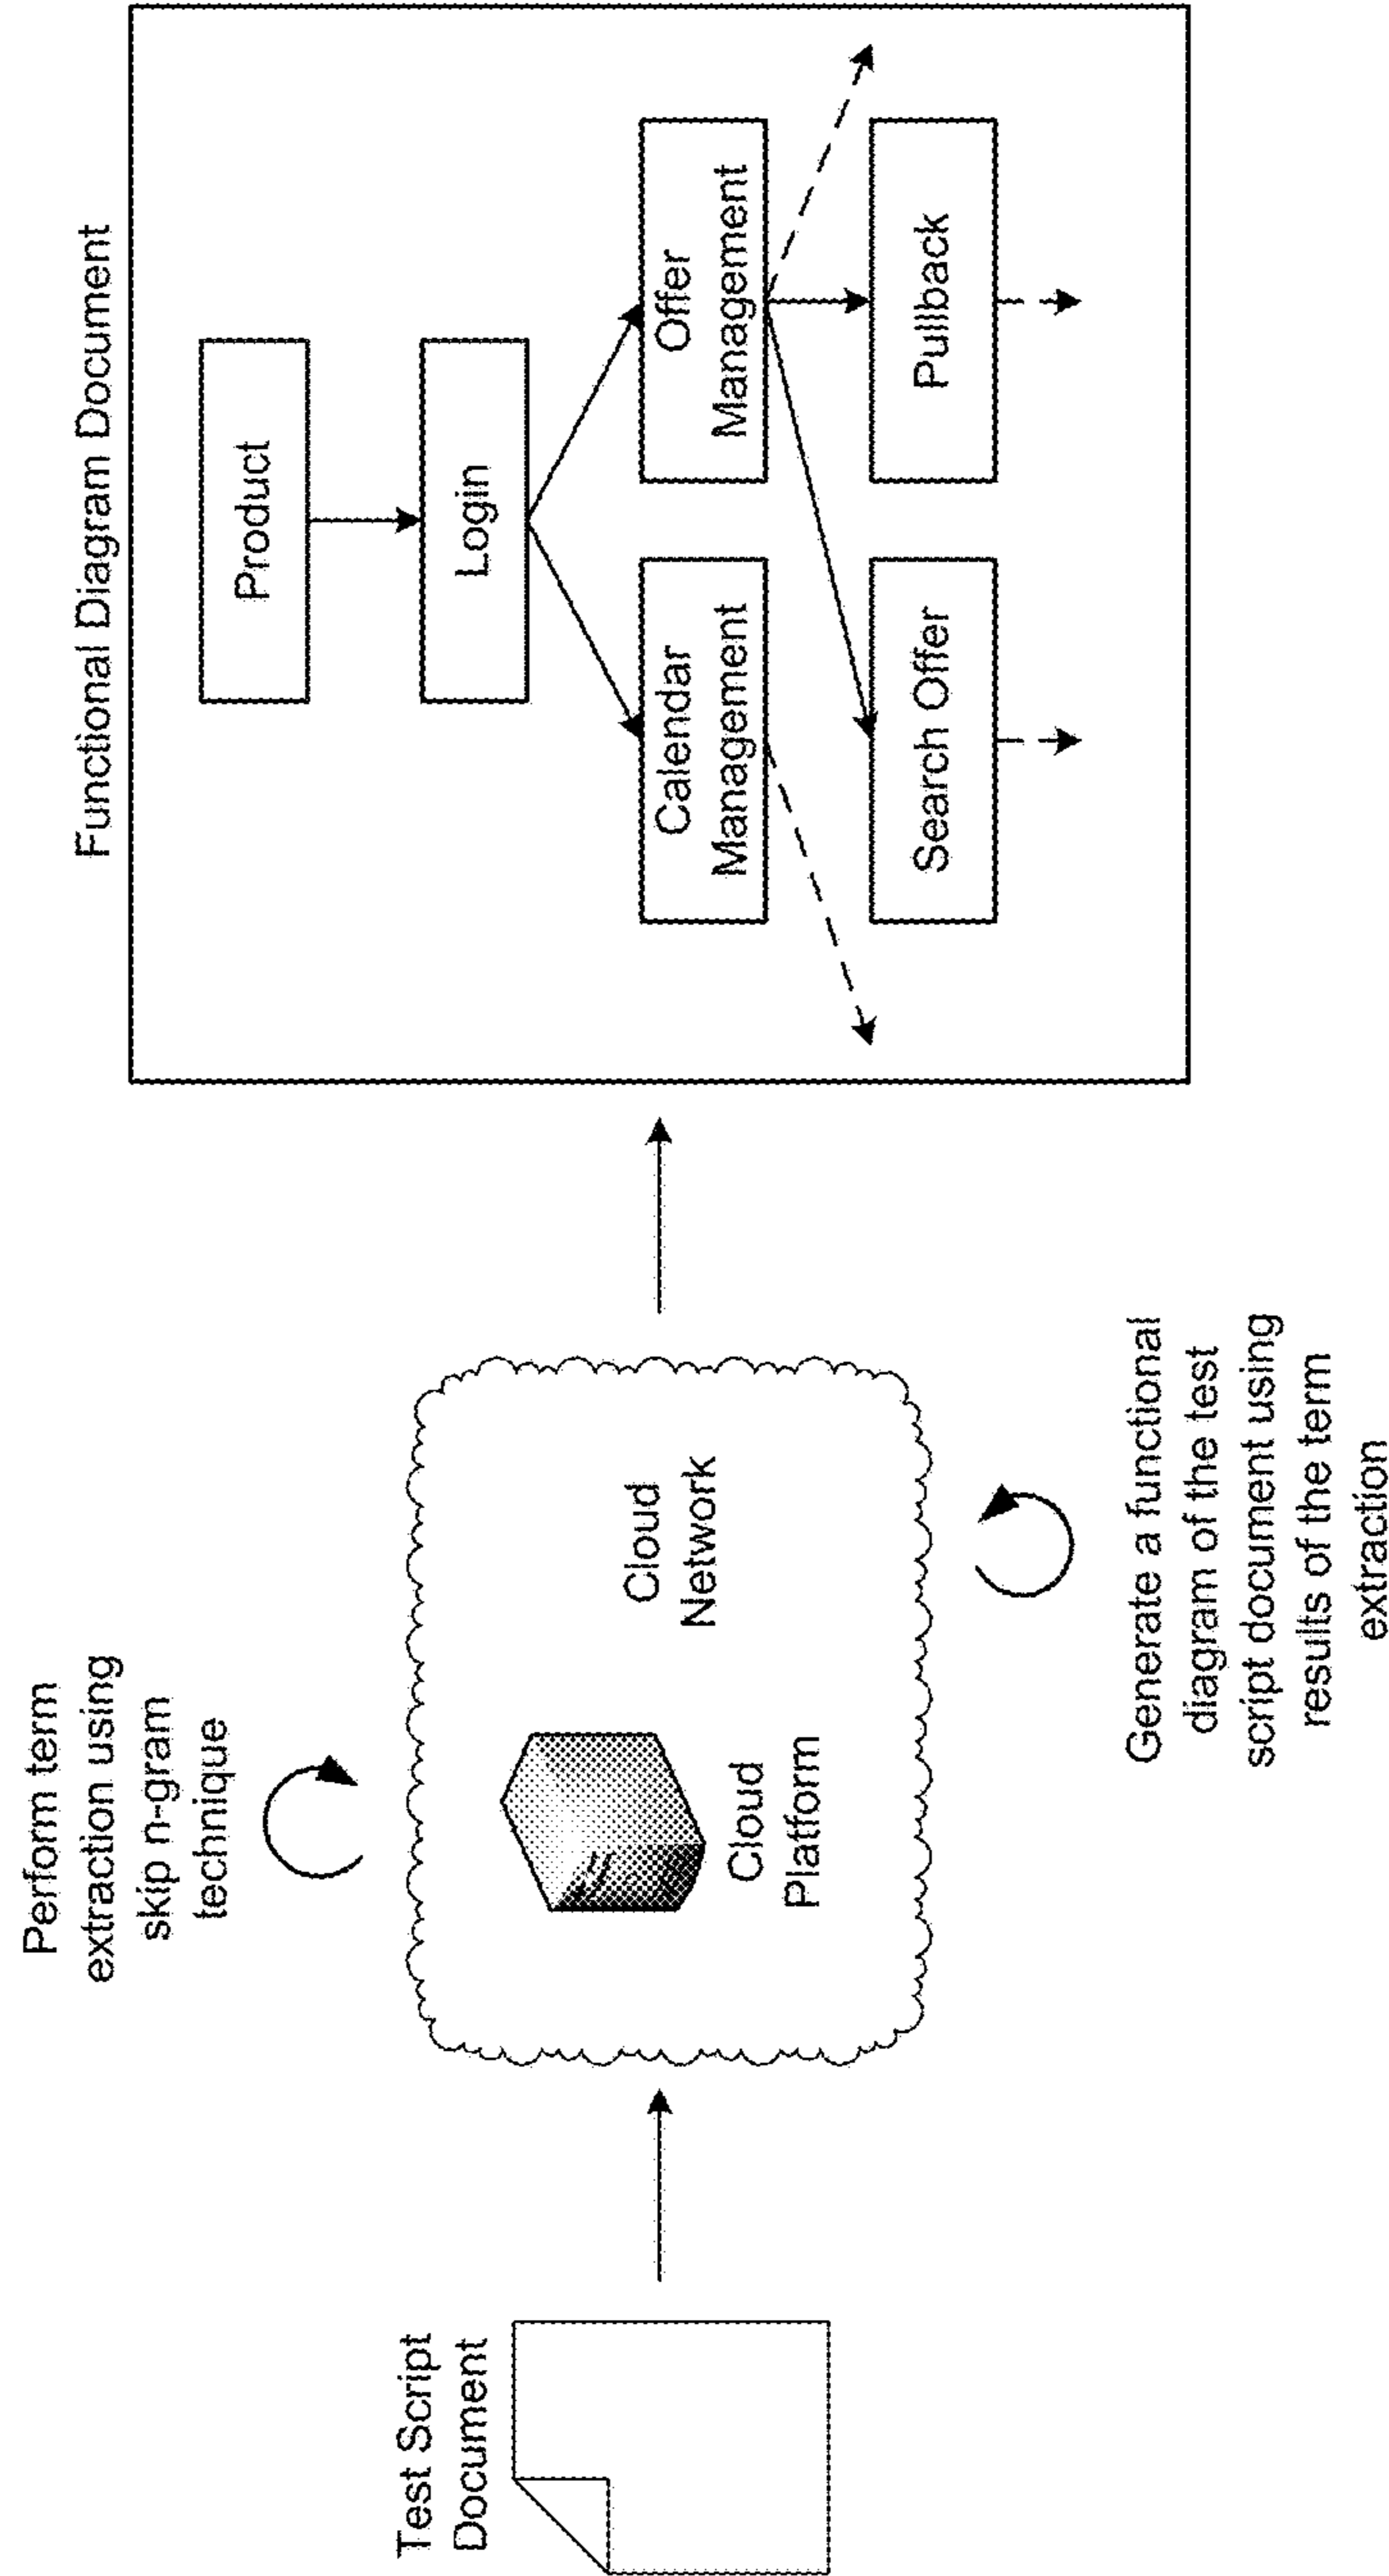 Test Script
Document
Perform term
extraction using
skip n-gram
technique
Cloud
Platform
Cloud
Network
Generate a functional
diagram of the test
script document using
results of the term
extraction
Functional Diagram Document
Product
Login
Calendar
Management
Offer
Management
Search Offer
Pullback